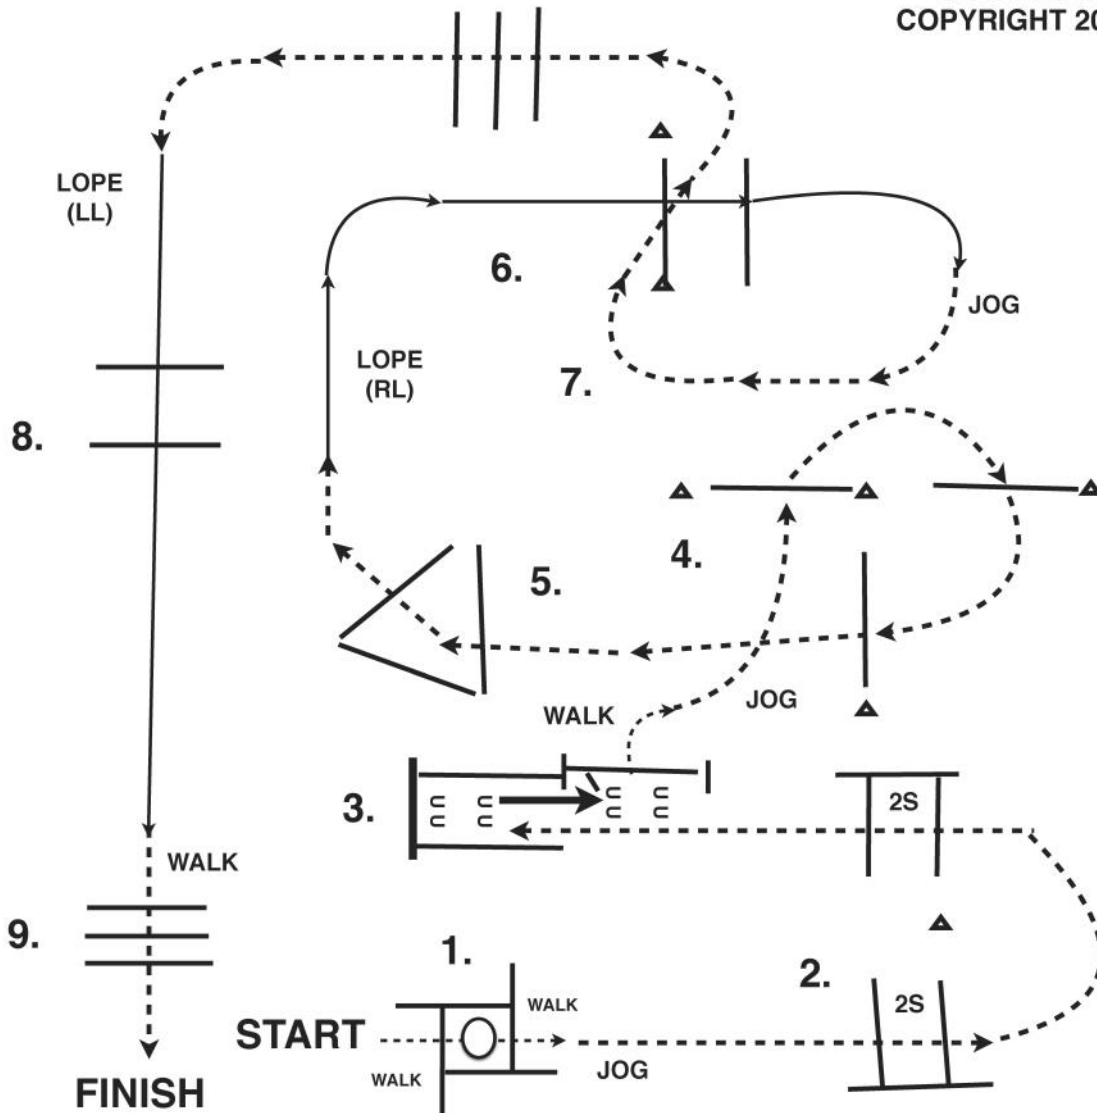 COPYRIGHT 20
LOPE
(LL)
6.
JOG
LOPE
(RL)
7.
8.
4.
5.
WALK
JOG
3.
2S
WALK
9.
1.
WALK
2.
2S
START
JOG
WALK
FINISH